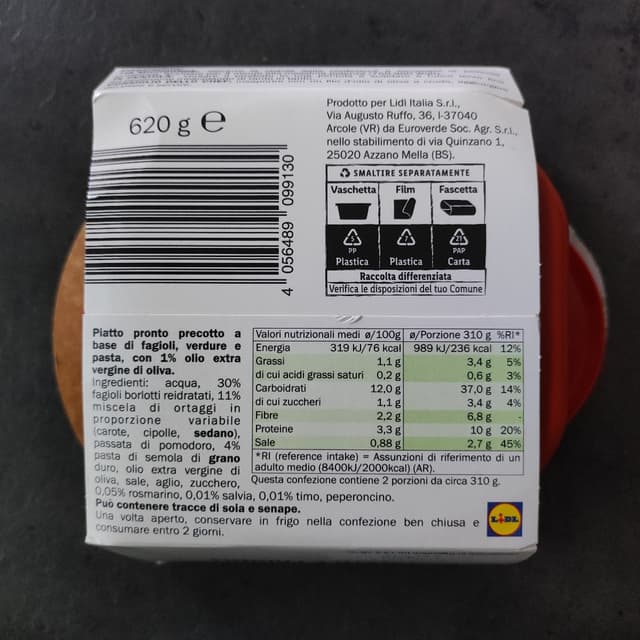 620 g e
4 056489 099130
Prodotto per Lidl Italia S.r.l.,
Via Augusto Ruffo, 36, I-37040
Arcole (VR) da Euroverde Soc. Agr. S.r.l.,
nello stabilimento di via Quinzano 1,
25020 Azzano Mella (BS).
SMALTIRE SEPARATAMENTE
Vaschetta Film Fascetta
5 7 21
PP PAP
Plastica Plastica Carta
Raccolta differenziata
Verifica le disposizioni del tuo Comune
Piatto pronto precotto a
base di fagioli, verdure e
pasta, con 1% olio extra
vergine di oliva.
Ingredienti: acqua, 30%
fagioli borlotti reidratati, 11%
miscela di ortaggi in
proporzione variabile
(carote, cipolle, sedano),
passata di pomodoro, 4%
pasta di semola di grano
duro, olio extra vergine di
oliva, sale, aglio, zucchero,
0,05% rosmarino, 0,01% salvia, 0,01% timo, peperoncino.
Può contenere tracce di soia e senape.
Una volta aperto, conservare in frigo nella confezione ben chiusa e
consumare entro 2 giorni.
Valori nutrizionali medi ø/100g ø/Porzione 310 g %RI*
Energia 319 kJ/76 kcal 989 kJ/236 kcal 12%
Grassi 1,1 g 3,4 g 5%
di cui acidi grassi saturi 0,2 g 0,6 g 3%
Carboidrati 12,0 g 37,0 g 14%
di cui zuccheri 1,1 g 3,4 g 4%
Fibre 2,2 g 6,8 g -
Proteine 3,3 g 10 g 20%
Sale 0,88 g 2,7 g 45%
*RI (reference intake) = Assunzioni di riferimento di un
adulto medio (8400kJ/2000kcal) (AR).
Questa confezione contiene 2 porzioni da circa 310 g.
LIDL